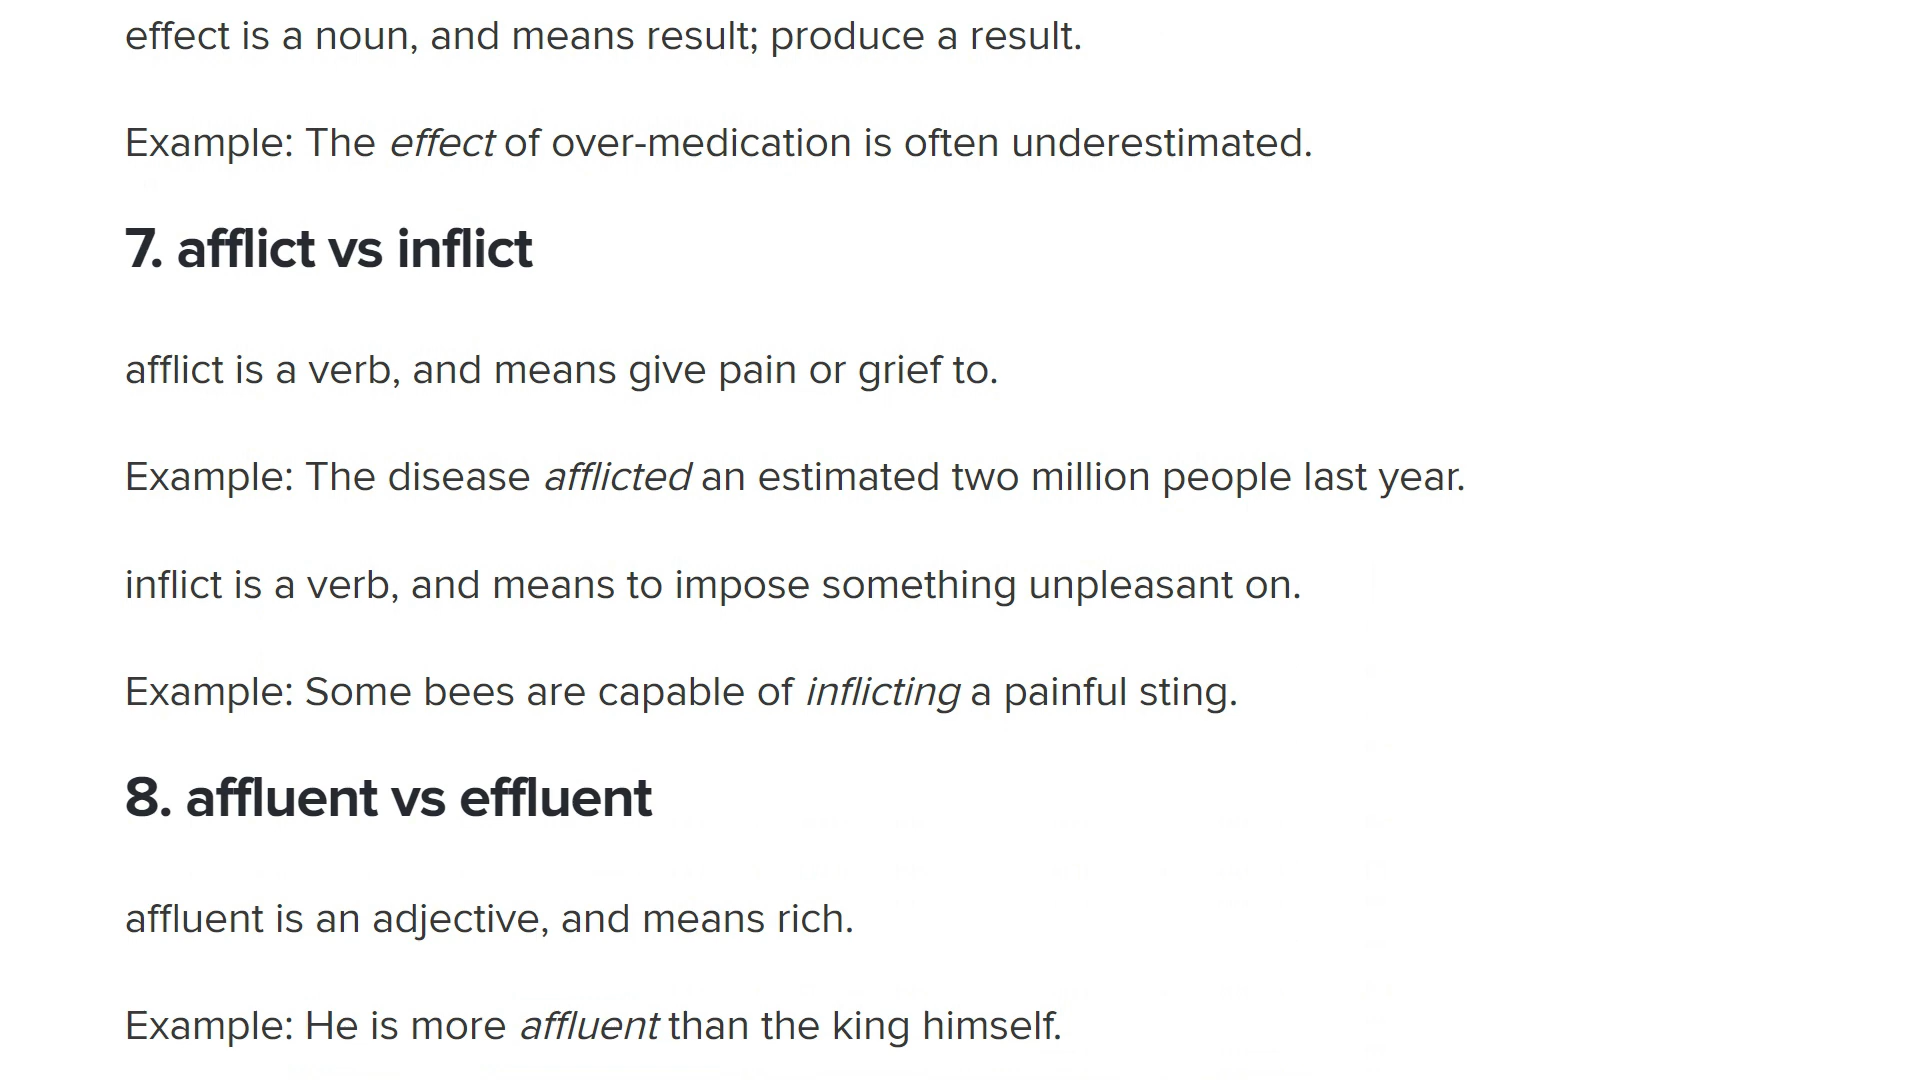 effect is a noun, and means result; produce a result.
Example: The effect of over-medication is often underestimated.
7. afflict vs inflict
afflict is a verb, and means give pain or grief to.
Example: The disease afflicted an estimated two million people last year.
inflict is a verb, and means to impose something unpleasant on.
Example: Some bees are capable of inflicting a painful sting.
8. affluent vs effluent
affluent is an adjective, and means rich.
Example: He is more affluent than the king himself.